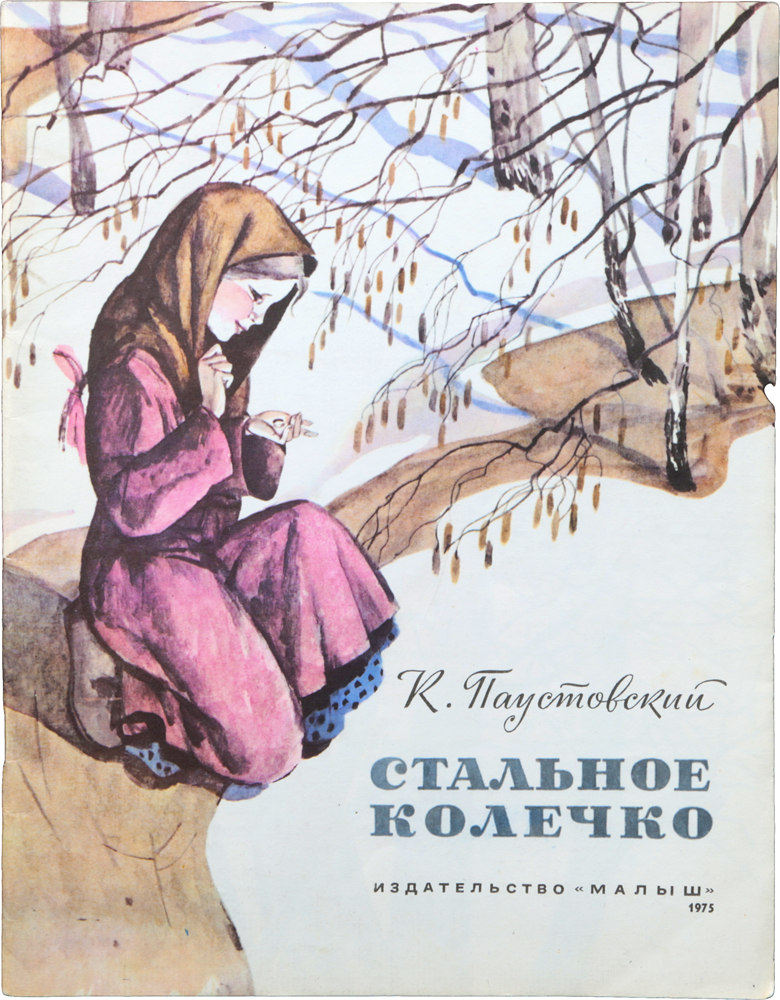 К. Паустовский
СТАЛЬНОЕ
КОЛЕЧКО
ИЗДАТЕЛЬСТВО «МАЛЫШ»
1975